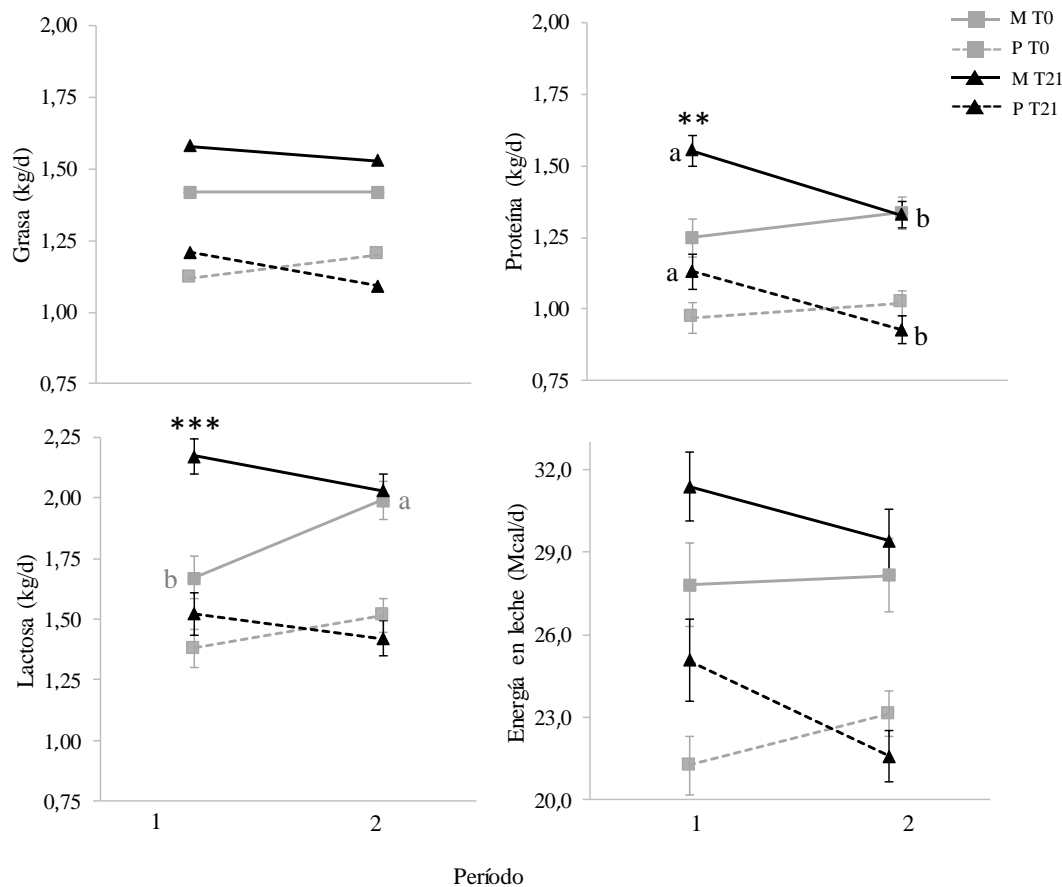 M T0
P T0
M T21
P T21
2,00
1,75
1,50
1,25
1,00
0,75
Grasa (kg/d)
2,00
1,75
1,50
1,25
1,00
0,75
Proteína (kg/d)
**
a
b
a
b
2,25
2,00
1,75
1,50
1,25
1,00
0,75
Lactosa (kg/d)
***
b
a
1
2
32,0
29,0
26,0
23,0
20,0
Energía en leche (Mcal/d)
1
2
Período